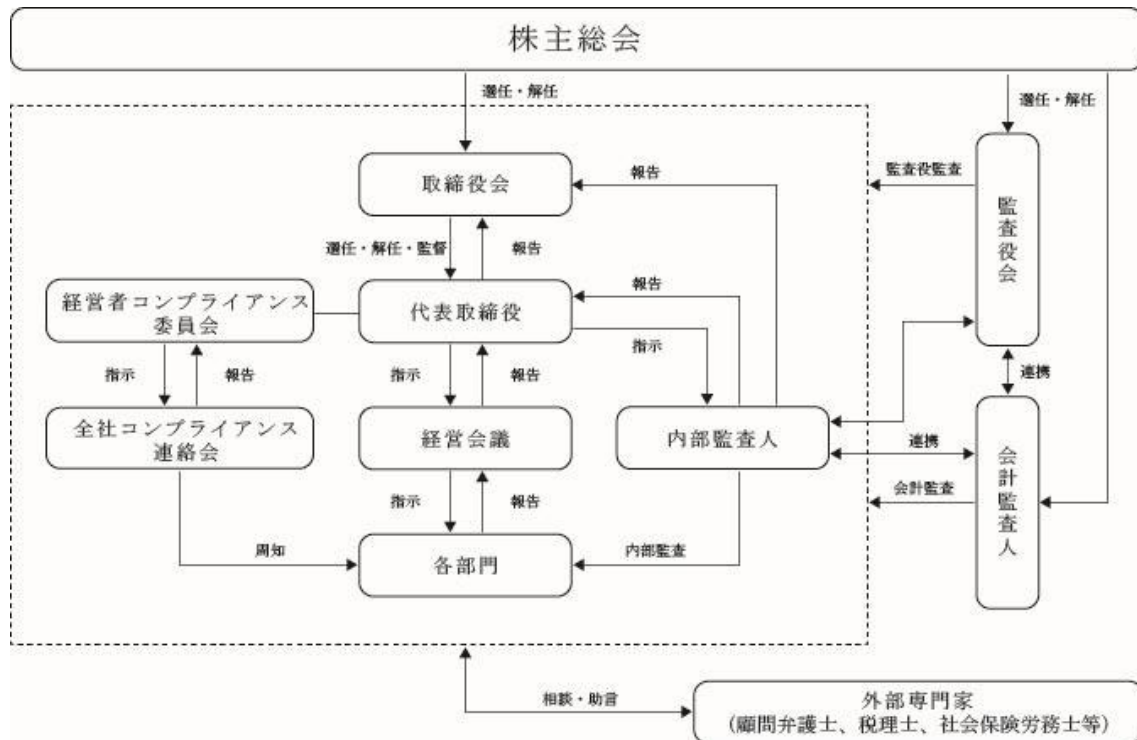 株主総会
選任・解任
選任・解任
取締役会
報告
監査役監査
監査役会
選任・解任・監督
報告
経営者コンプライアンス
委員会
代表取締役
報告
指示
指示
報告
指示
報告
連携
全社コンプライアンス
連絡会
経営会議
内部監査人
連携
会計監査人
会計監査
指示
報告
周知
各部門
内部監査
相談・助言
外部専門家
(顧問弁護士、税理士、社会保険労務士等)